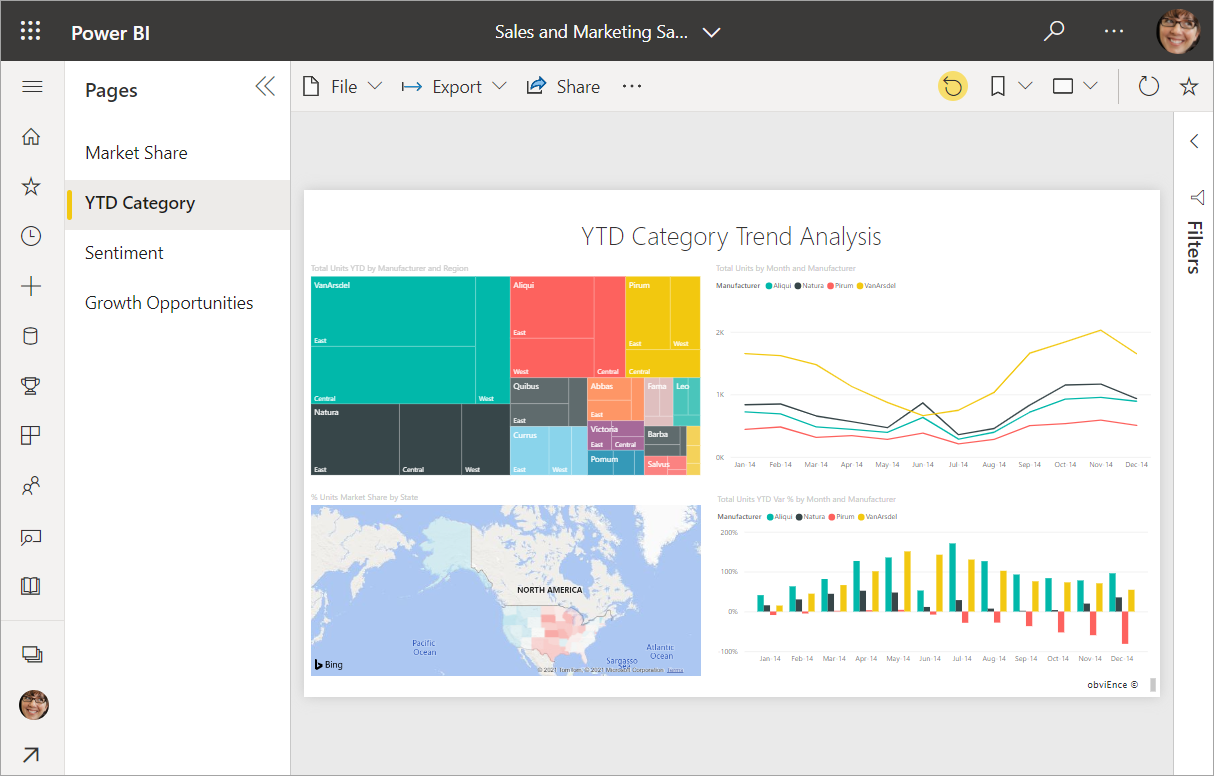 Power BI
Sales and Marketing Sa...
Pages
Market Share
YTD Category
Sentiment
Growth Opportunities
File
Export
Share
Filters
YTD Category Trend Analysis
Total Units YTD by Manufacturer and Region
VanArsdel
East
Central
West
Natura
East
Central
West
Aliqui
East
West
Central
Pirum
East
West
Central
Quibus
East
Currus
East
West
Abbas
East
Victoria
East Central
Pomum
Fama
Leo
Barba
Salvus
Total Units by Month and Manufacturer
Manufacturer Aliqui Natura Pirum VanArsdel
2K
1K
0K
Jan-14 Feb-14 Mar-14 Apr-14 May-14 Jun-14 Jul-14 Aug-14 Sep-14 Oct-14 Nov-14 Dec-14
% Units Market Share by State
NORTH AMERICA
Pacific
Ocean
Atlantic
Ocean
Sargasso
Sea
Bing
© 2021 TomTom, © 2021 Microsoft Corporation Terms
Total Units YTD Var % by Month and Manufacturer
Manufacturer Aliqui Natura Pirum VanArsdel
200%
100%
0%
-100%
Jan-14 Feb-14 Mar-14 Apr-14 May-14 Jun-14 Jul-14 Aug-14 Sep-14 Oct-14 Nov-14 Dec-14
obviEnce ©